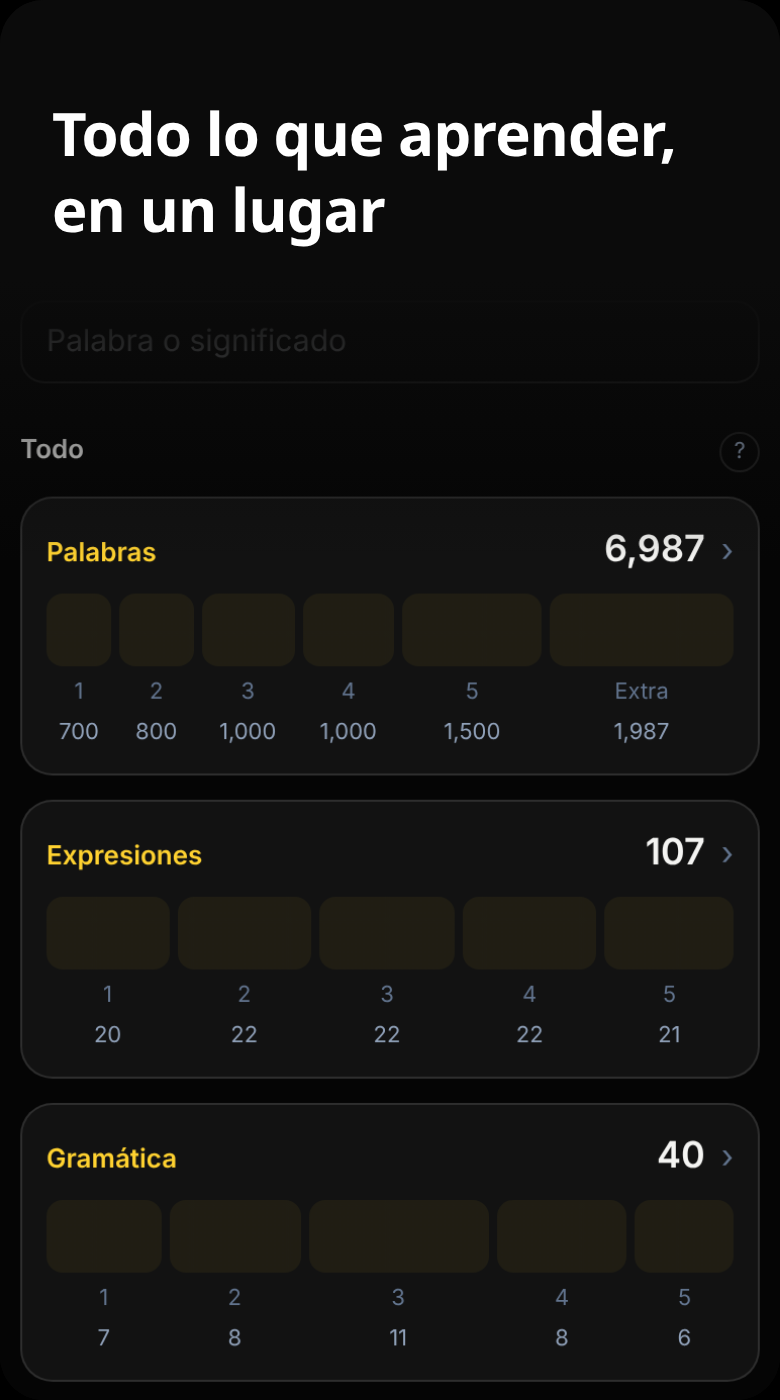 Todo lo que aprender,
en un lugar
Palabra o significado
Todo ?
Palabras 6,987 ›
1 2 3 4 5 Extra
700 800 1,000 1,000 1,500 1,987
Expresiones 107 ›
1 2 3 4 5
20 22 22 22 21
Gramática 40 ›
1 2 3 4 5
7 8 11 8 6